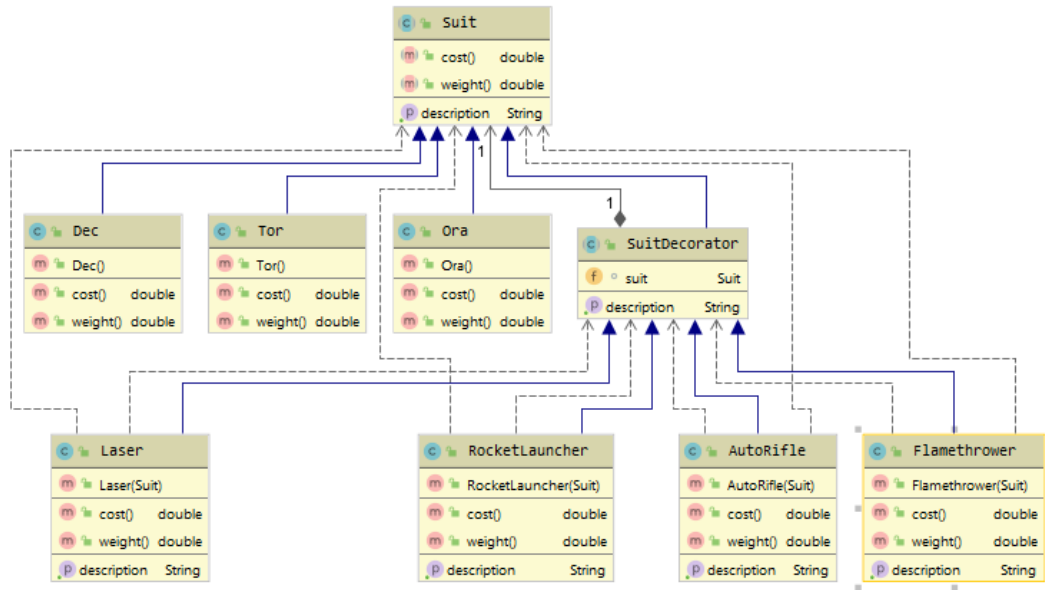 Suit
cost() double
weight() double
description String
1
1
Dec
Dec()
cost() double
weight() double
Tor
Tor()
cost() double
weight() double
Ora
Ora()
cost() double
weight() double
SuitDecorator
suit Suit
description String
Laser
Laser(Suit)
cost() double
weight() double
description String
RocketLauncher
RocketLauncher(Suit)
cost() double
weight() double
description String
AutoRifle
AutoRifle(Suit)
cost() double
weight() double
description String
Flamethrower
Flamethrower(Suit)
cost() double
weight() double
description String